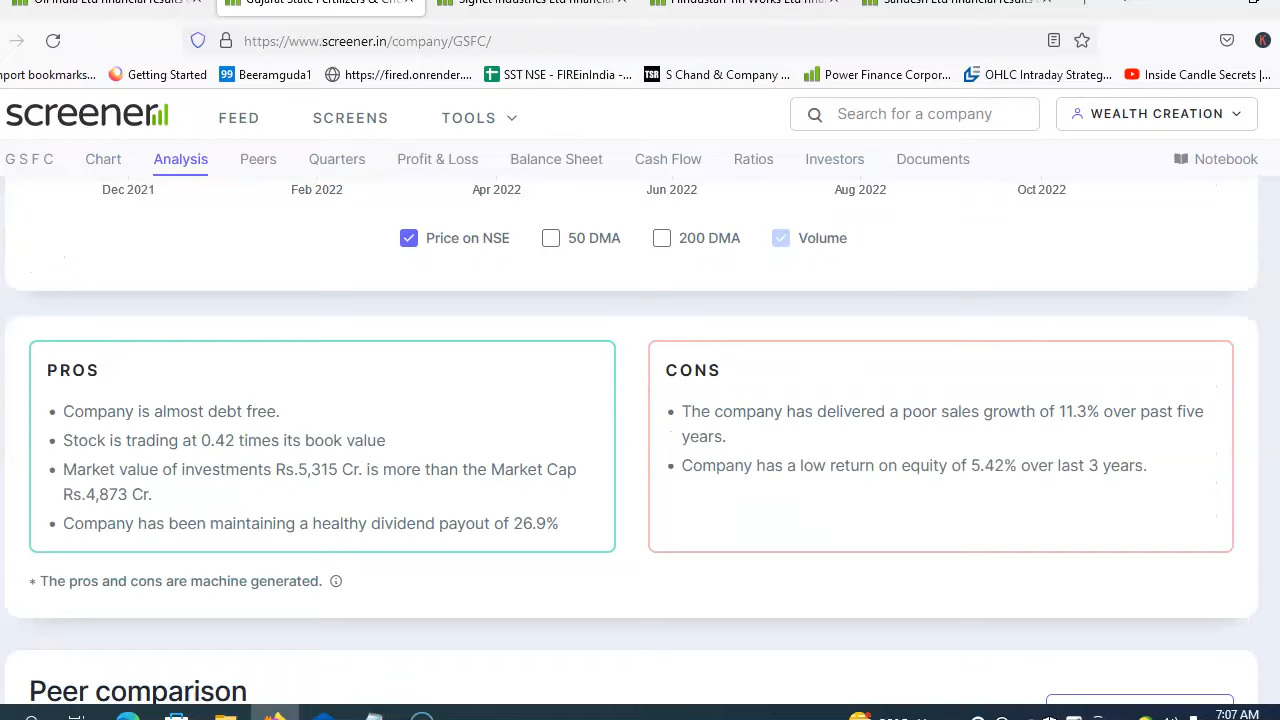 Gujarat State Fertilizers & Che
https://www.screener.in/company/GSFC/
mport bookmarks... Getting Started Beeramguda1 https://fired.onrender.... SST NSE - FIREinIndia -... S Chand & Company ... Power Finance Corpor... OHLC Intraday Strateg... Inside Candle Secrets |...
screener
FEED SCREENS TOOLS Search for a company WEALTH CREATION
G S F C Chart Analysis Peers Quarters Profit & Loss Balance Sheet Cash Flow Ratios Investors Documents Notebook
Dec 2021 Feb 2022 Apr 2022 Jun 2022 Aug 2022 Oct 2022
Price on NSE 50 DMA 200 DMA Volume
PROS
Company is almost debt free.
Stock is trading at 0.42 times its book value
Market value of investments Rs.5,315 Cr. is more than the Market Cap
Rs.4,873 Cr.
Company has been maintaining a healthy dividend payout of 26.9%
CONS
The company has delivered a poor sales growth of 11.3% over past five
years.
Company has a low return on equity of 5.42% over last 3 years.
* The pros and cons are machine generated.
Peer comparison
7:07 AM